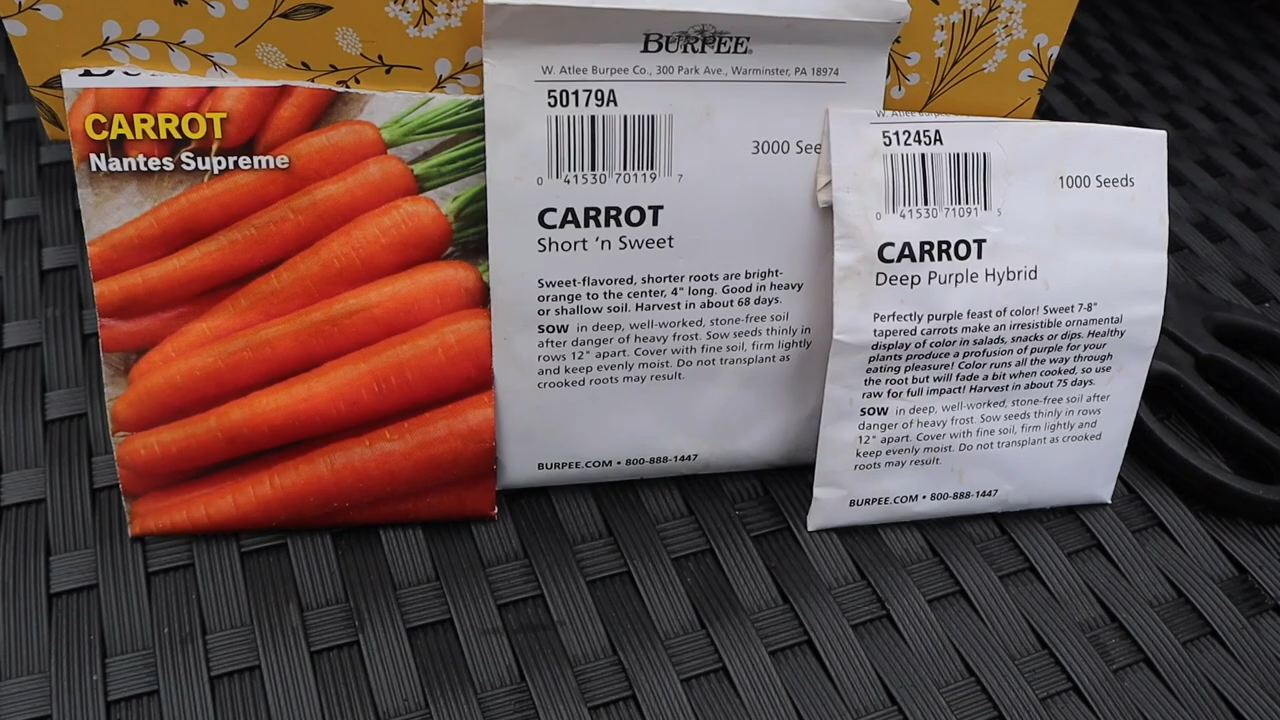 CARROT
Nantes Supreme
BURPEE®
W. Atlee Burpee Co., 300 Park Ave., Warminster, PA 18974
50179A
3000 See
0 41530 70119 7
CARROT
Short 'n Sweet
Sweet-flavored, shorter roots are bright-
orange to the center, 4" long. Good in heavy
or shallow soil. Harvest in about 68 days.
SOW in deep, well-worked, stone-free soil
after danger of heavy frost. Sow seeds thinly in
rows 12" apart. Cover with fine soil, firm lightly
and keep evenly moist. Do not transplant as
crooked roots may result.
BURPEE.COM • 800-888-1447
W. Atlee Burpee Co.,
51245A
1000 Seeds
0 41530 71091 5
CARROT
Deep Purple Hybrid
Perfectly purple feast of color! Sweet 7-8"
tapered carrots make an irresistible ornamental
display of color in salads, snacks or dips. Healthy
plants produce a profusion of purple for your
eating pleasure! Color runs all the way through
the root but will fade a bit when cooked, so use
raw for full impact! Harvest in about 75 days.
SOW in deep, well-worked, stone-free soil after
danger of heavy frost. Sow seeds thinly in rows
12" apart. Cover with fine soil, firm lightly and
keep evenly moist. Do not transplant as crooked
roots may result.
BURPEE.COM • 800-888-1447